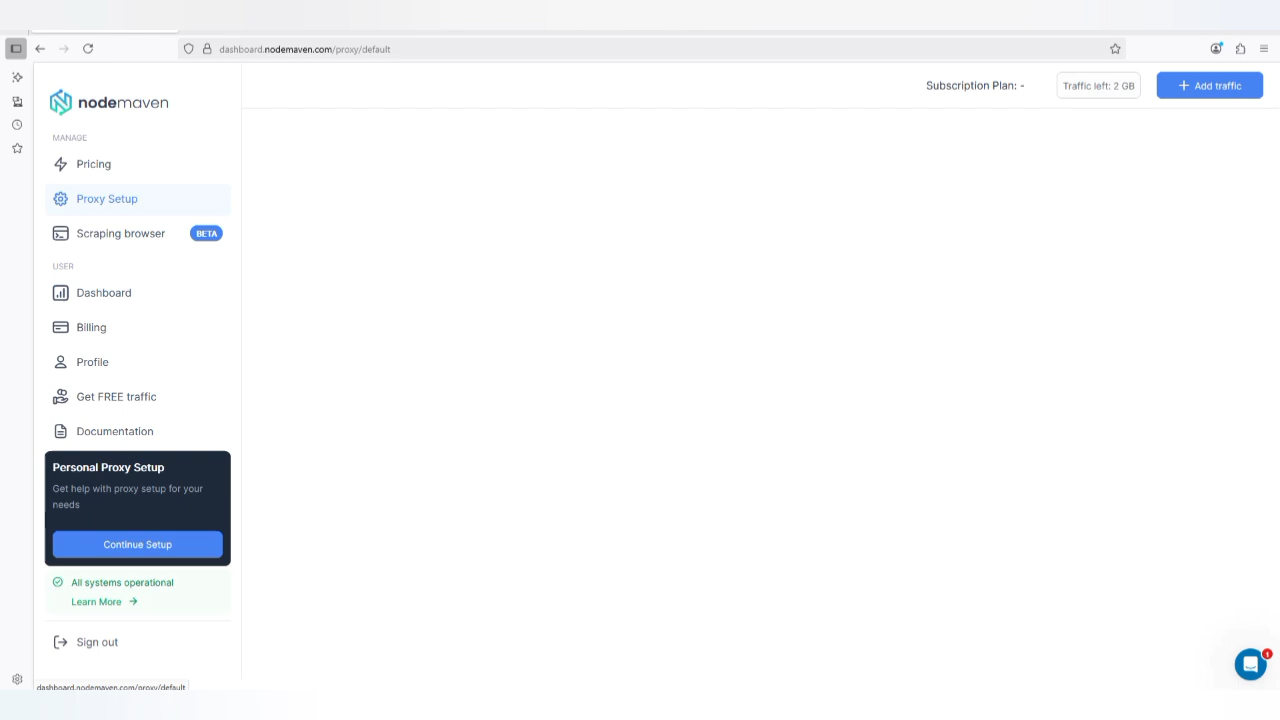 dashboard.nodemaven.com/proxy/default
nodemaven
Subscription Plan: -
Traffic left: 2 GB
Add traffic
MANAGE
Pricing
Proxy Setup
Scraping browser
BETA
USER
Dashboard
Billing
Profile
Get FREE traffic
Documentation
Personal Proxy Setup
Get help with proxy setup for your
needs
Continue Setup
All systems operational
Learn More
Sign out
1
dashboard.nodemaven.com/proxy/default